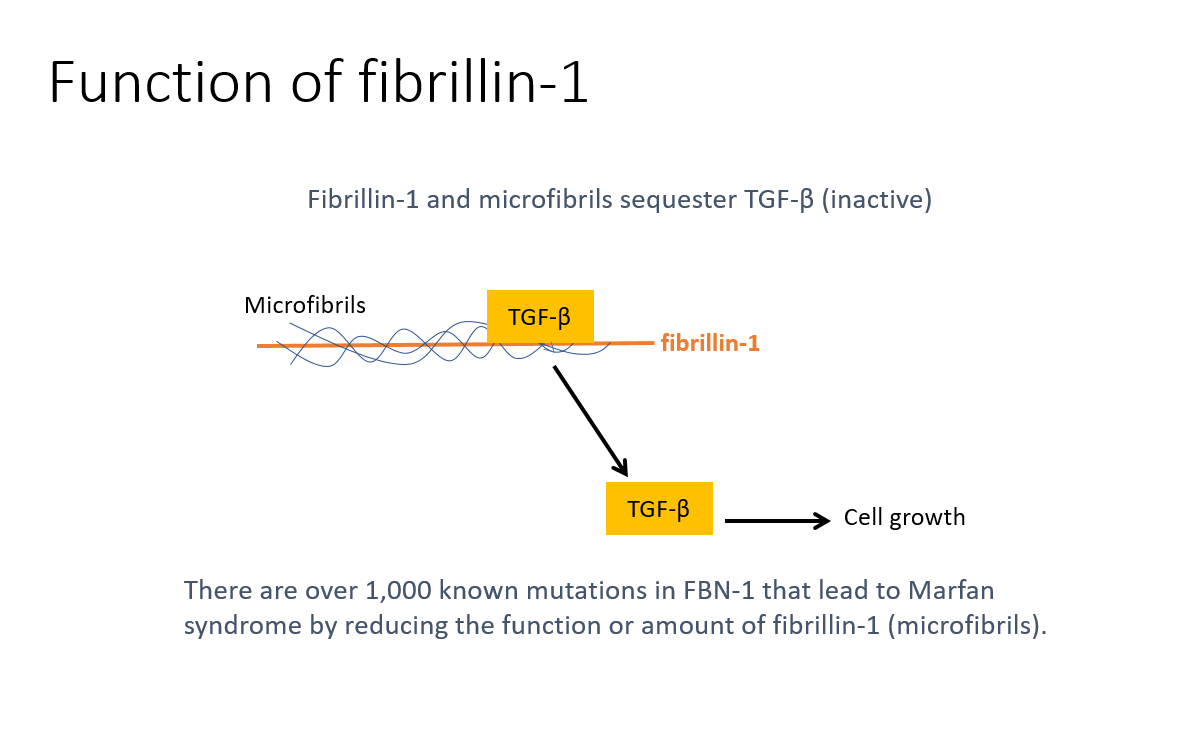 Function of fibrillin-1
Fibrillin-1 and microfibrils sequester TGF-β (inactive)
Microfibrils
TGF-β
fibrillin-1
TGF-β
Cell growth
There are over 1,000 known mutations in FBN-1 that lead to Marfan
syndrome by reducing the function or amount of fibrillin-1 (microfibrils).